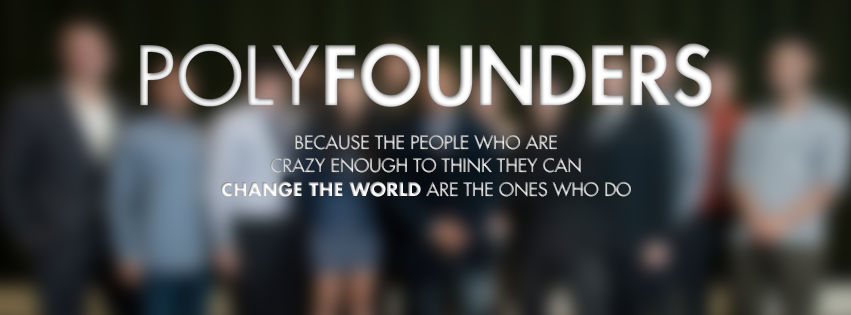 POLYFOUNDERS
BECAUSE THE PEOPLE WHO ARE
CRAZY ENOUGH TO THINK THEY CAN
CHANGE THE WORLD ARE THE ONES WHO DO